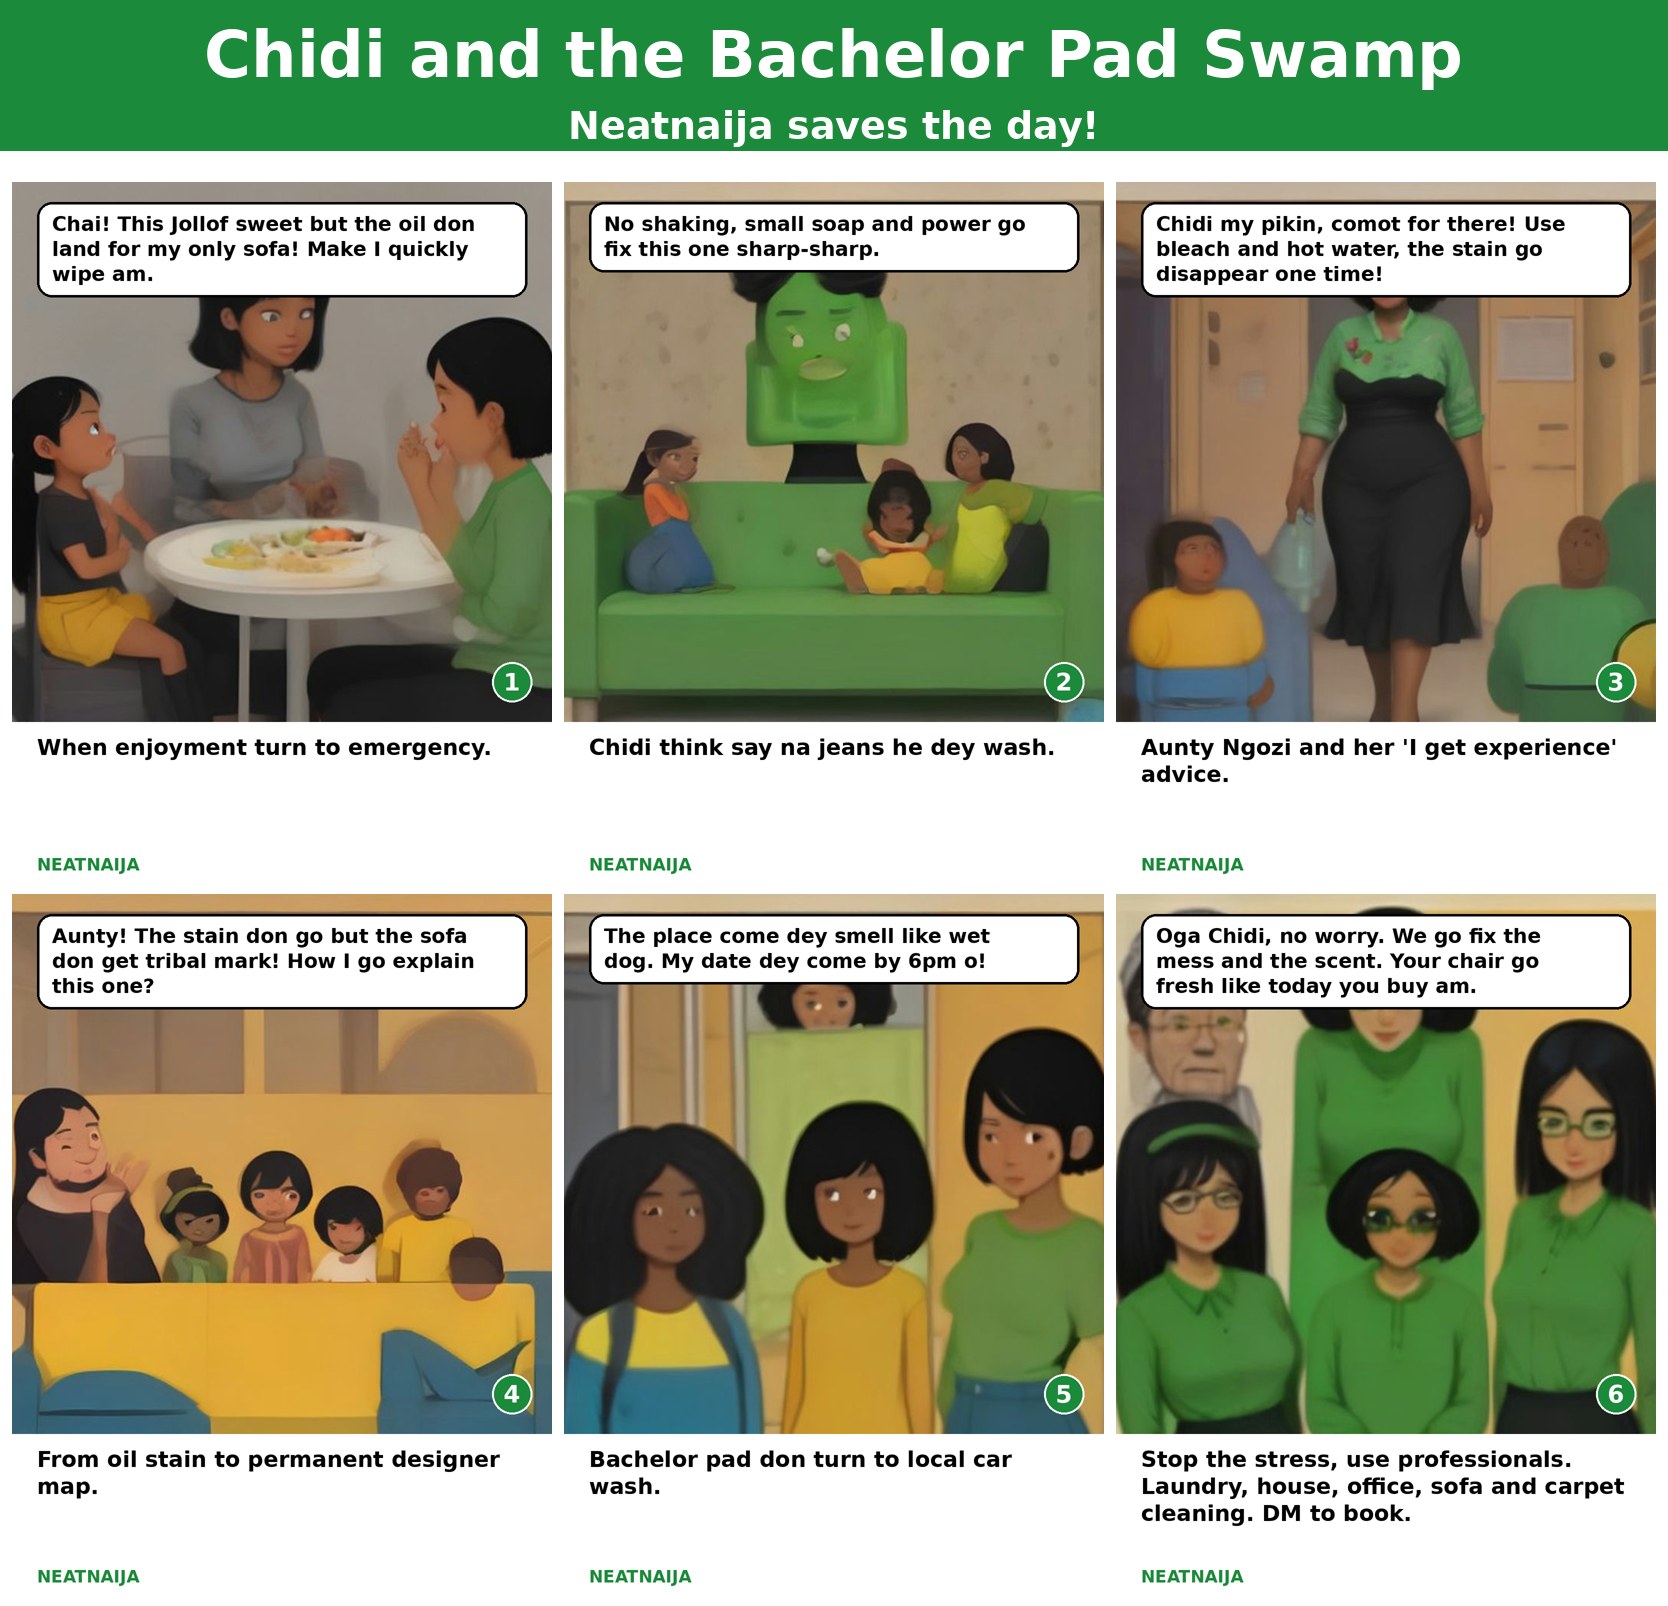 Chidi and the Bachelor Pad Swamp
Neatnaija saves the day!
Chai! This Jollof sweet but the oil don
land for my only sofa! Make I quickly
wipe am.
1
When enjoyment turn to emergency.
NEATNAIJA
No shaking, small soap and power go
fix this one sharp-sharp.
2
Chidi think say na jeans he dey wash.
NEATNAIJA
Chidi my pikin, comot for there! Use
bleach and hot water, the stain go
disappear one time!
3
Aunty Ngozi and her 'I get experience'
advice.
NEATNAIJA
Aunty! The stain don go but the sofa
don get tribal mark! How I go explain
this one?
4
From oil stain to permanent designer
map.
NEATNAIJA
The place come dey smell like wet
dog. My date dey come by 6pm o!
5
Bachelor pad don turn to local car
wash.
NEATNAIJA
Oga Chidi, no worry. We go fix the
mess and the scent. Your chair go
fresh like today you buy am.
6
Stop the stress, use professionals.
Laundry, house, office, sofa and carpet
cleaning. DM to book.
NEATNAIJA